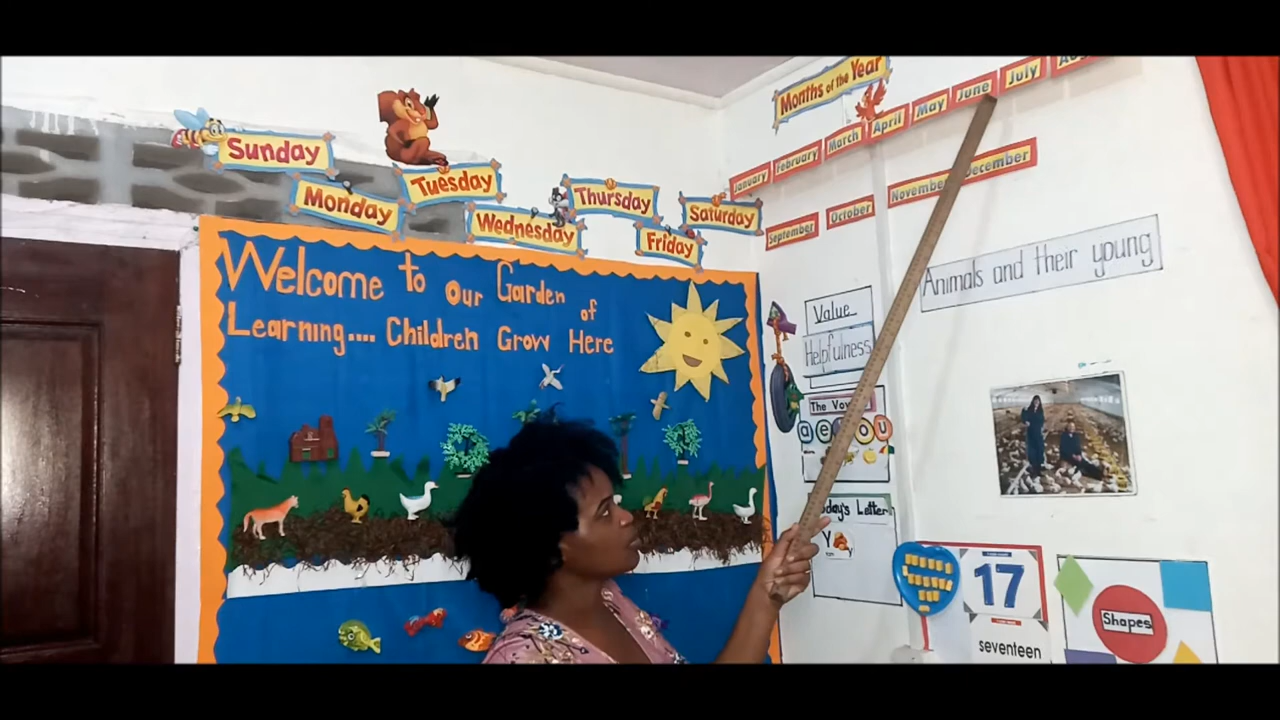 Sunday
Monday
Tuesday
Wednesday
Thursday
Friday
Saturday
Months of the Year
January
February
March
April
May
June
July
September
October
November
December
Welcome to our Garden of
Learning.... Children Grow Here
Animals and their young
Value
Helpfulness
The
a e o u
Letter
Y
17
seventeen
Shapes